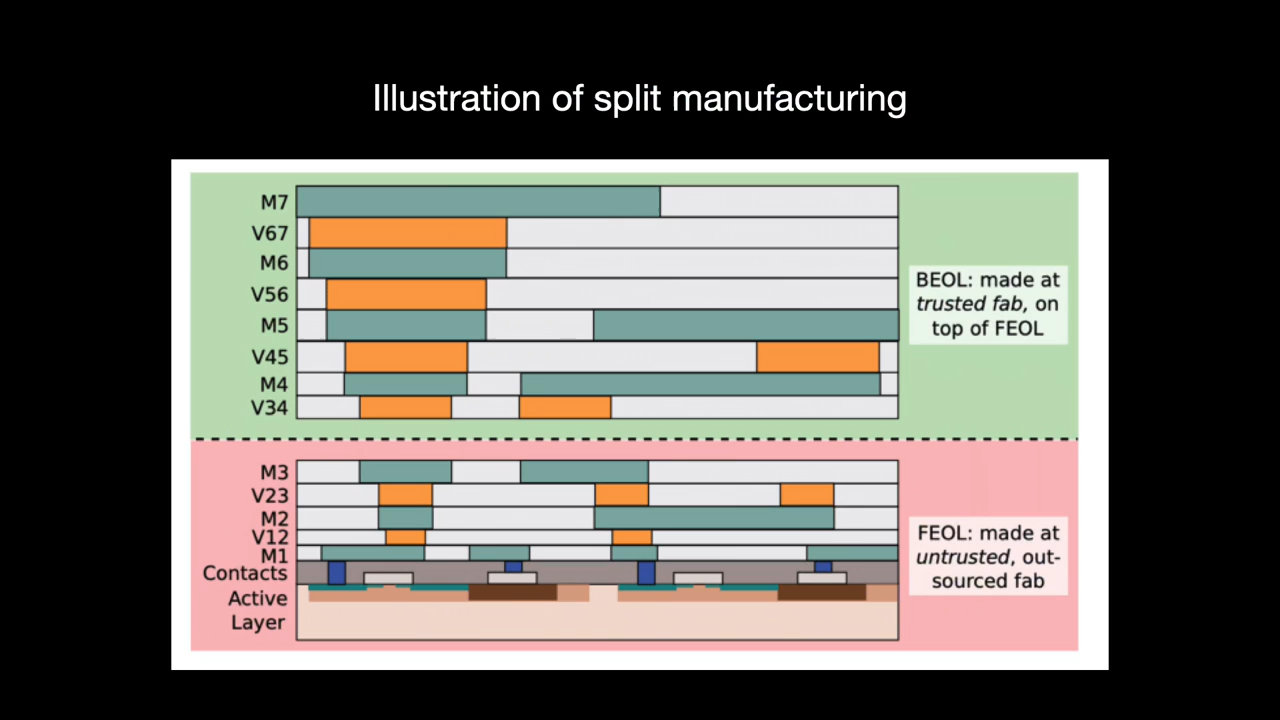 Illustration of split manufacturing
M7
V67
M6
V56
M5
V45
M4
V34
BEOL: made at
trusted fab, on
top of FEOL
M3
V23
M2
V12
M1
Contacts
Active
Layer
FEOL: made at
untrusted, out-
sourced fab